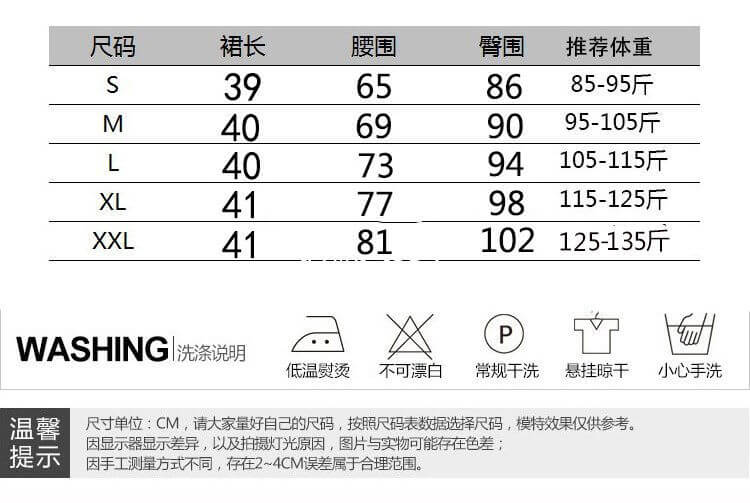 尺码 裙长 腰围 臀围 推荐体重
S 39 65 86 85-95斤
M 40 69 90 95-105斤
L 40 73 94 105-115斤
XL 41 77 98 115-125斤
XXL 41 81 102 125-135斤
WASHING 洗涤说明
低温熨烫 不可漂白 常规干洗 悬挂晾干 小心手洗
P
温馨提示
尺寸单位：CM，请大家量好自己的尺码，按照尺码表数据选择尺码，模特效果仅供参考。
因显示器显示差异，以及拍摄灯光原因，图片与实物可能存在色差；
因手工测量方式不同，存在2~4CM误差属于合理范围。